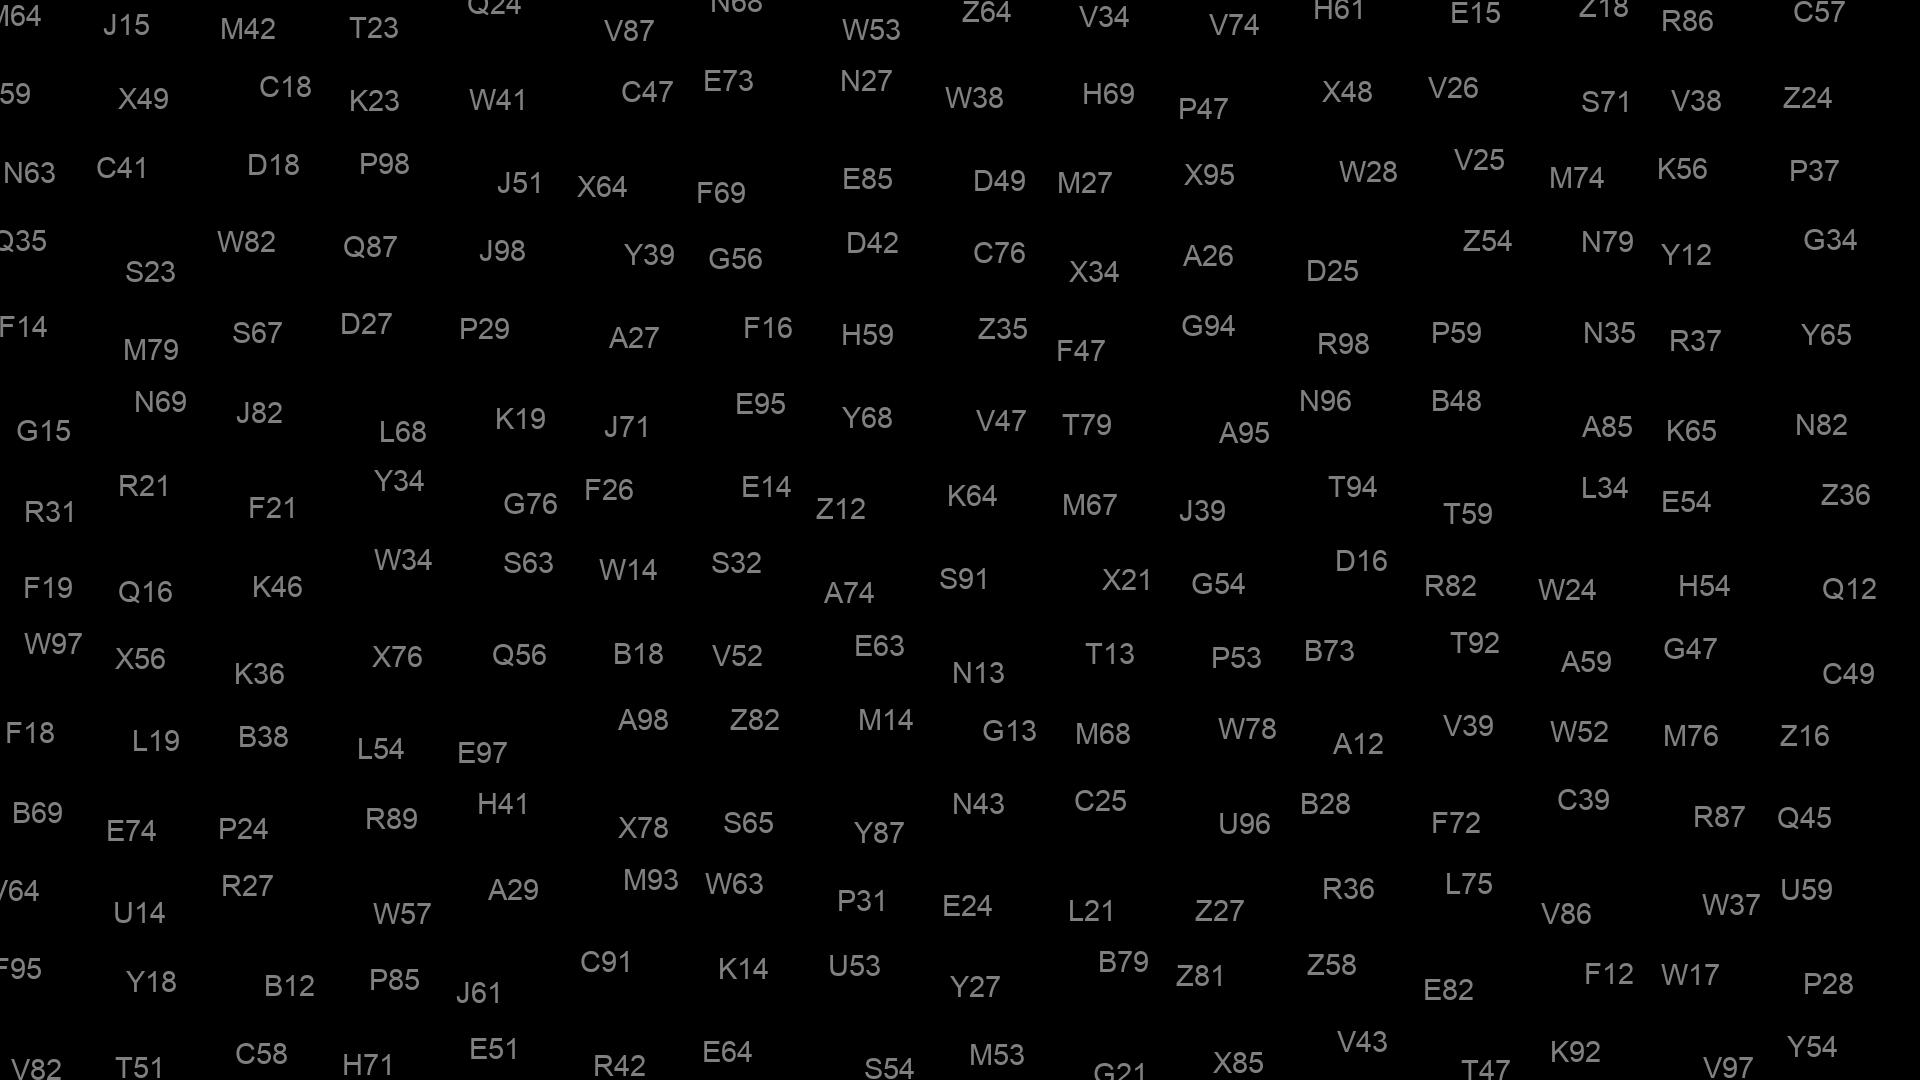 M64 J15 M42 T23 Q24 V87 N68 W53 Z64 V34 V74 H61 E15 Z18 R86 C57
59 X49 C18 K23 W41 C47 E73 N27 W38 H69 P47 X48 V26 S71 V38 Z24
N63 C41 D18 P98 J51 X64 F69 E85 D49 M27 X95 W28 V25 M74 K56 P37
Q35 S23 W82 Q87 J98 Y39 G56 D42 C76 X34 A26 D25 Z54 N79 Y12 G34
F14 M79 S67 D27 P29 A27 F16 H59 Z35 F47 G94 R98 P59 N35 R37 Y65
G15 N69 J82 L68 K19 J71 E95 Y68 V47 T79 A95 N96 B48 A85 K65 N82
R31 R21 F21 Y34 G76 F26 E14 Z12 K64 M67 J39 T94 T59 L34 E54 Z36
F19 Q16 K46 W34 S63 W14 S32 A74 S91 X21 G54 D16 R82 W24 H54 Q12
W97 X56 K36 X76 Q56 B18 V52 E63 N13 T13 P53 B73 T92 A59 G47 C49
F18 L19 B38 L54 E97 A98 Z82 M14 G13 M68 W78 A12 V39 W52 M76 Z16
B69 E74 P24 R89 H41 X78 S65 Y87 N43 C25 U96 B28 F72 C39 R87 Q45
V64 U14 R27 W57 A29 M93 W63 P31 E24 L21 Z27 R36 L75 V86 W37 U59
F95 Y18 B12 P85 J61 C91 K14 U53 Y27 B79 Z81 Z58 E82 F12 W17 P28
V82 T51 C58 H71 E51 R42 E64 S54 M53 G21 X85 V43 T47 K92 V97 Y54